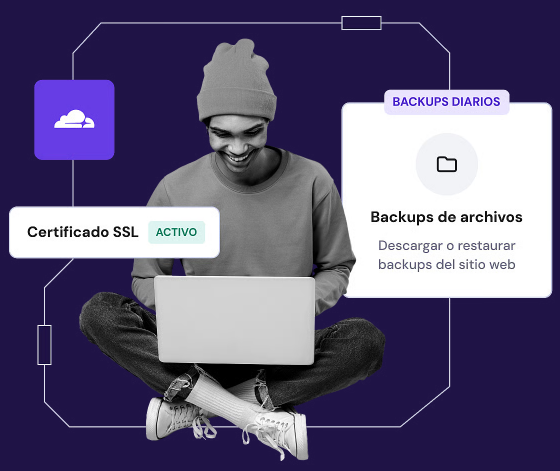 BACKUPS DIARIOS
Backups de archivos
Descargar o restaurar
backups del sitio web
Certificado SSL ACTIVO